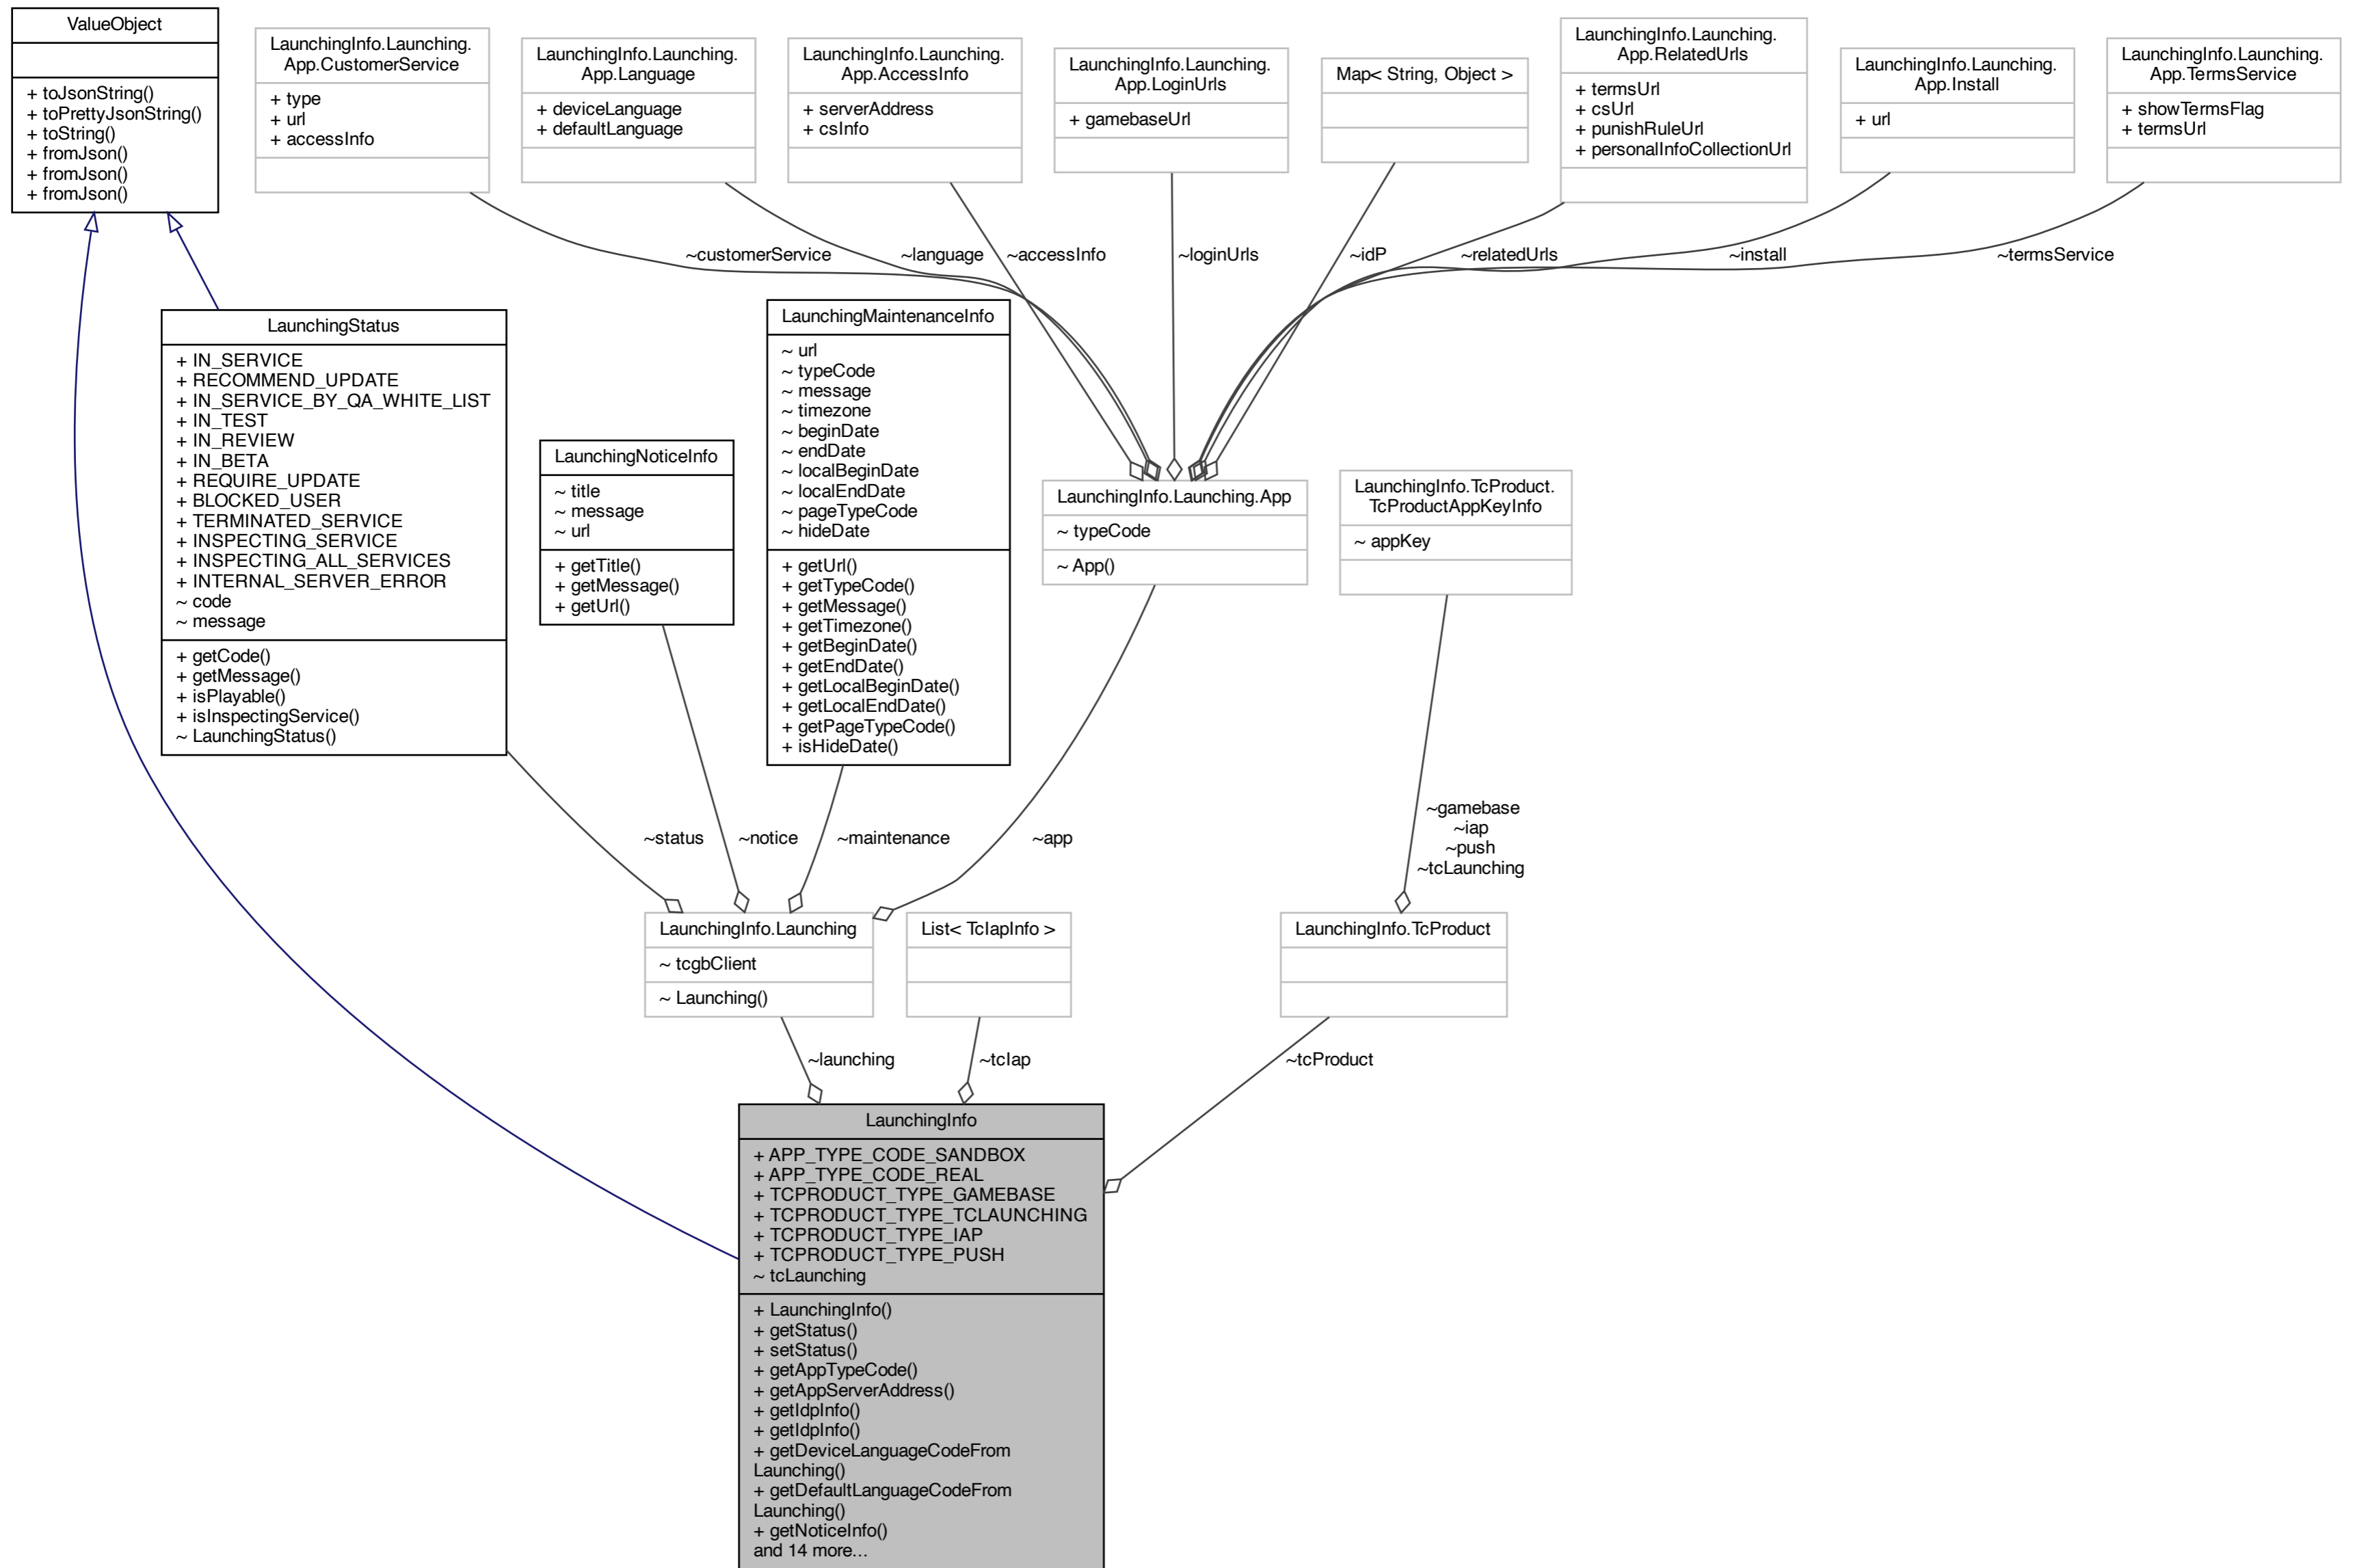 ValueObject
+ toJsonString()
+ toPrettyJsonString()
+ toString()
+ fromJson()
+ fromJson()
+ fromJson()
LaunchingInfo.Launching.
App.CustomerService
+ type
+ url
+ accessInfo
LaunchingInfo.Launching.
App.Language
+ deviceLanguage
+ defaultLanguage
LaunchingInfo.Launching.
App.AccessInfo
+ serverAddress
+ csInfo
LaunchingInfo.Launching.
App.LoginUrls
+ gamebaseUrl
Map< String, Object >
LaunchingInfo.Launching.
App.RelatedUrls
+ termsUrl
+ csUrl
+ punishRuleUrl
+ personalInfoCollectionUrl
LaunchingInfo.Launching.
App.Install
+ url
LaunchingInfo.Launching.
App.TermsService
+ showTermsFlag
+ termsUrl
~customerService
~language
~accessInfo
~loginUrls
~idP
~relatedUrls
~install
~termsService
LaunchingStatus
+ IN_SERVICE
+ RECOMMEND_UPDATE
+ IN_SERVICE_BY_QA_WHITE_LIST
+ IN_TEST
+ IN_REVIEW
+ IN_BETA
+ REQUIRE_UPDATE
+ BLOCKED_USER
+ TERMINATED_SERVICE
+ INSPECTING_SERVICE
+ INSPECTING_ALL_SERVICES
+ INTERNAL_SERVER_ERROR
~ code
~ message
+ getCode()
+ getMessage()
+ isPlayable()
+ isInspectingService()
~ LaunchingStatus()
LaunchingNoticeInfo
~ title
~ message
~ url
+ getTitle()
+ getMessage()
+ getUrl()
LaunchingMaintenanceInfo
~ url
~ typeCode
~ message
~ timezone
~ beginDate
~ endDate
~ localBeginDate
~ localEndDate
~ pageTypeCode
~ hideDate
+ getUrl()
+ getTypeCode()
+ getMessage()
+ getTimezone()
+ getBeginDate()
+ getEndDate()
+ getLocalBeginDate()
+ getLocalEndDate()
+ getPageTypeCode()
+ isHideDate()
LaunchingInfo.Launching.App
~ typeCode
~ App()
LaunchingInfo.TcProduct.
TcProductAppKeyInfo
~ appKey
~status
~notice
~maintenance
~app
~gamebase
~iap
~push
~tcLaunching
LaunchingInfo.Launching
~ tcgbClient
~ Launching()
List< TcIapInfo >
LaunchingInfo.TcProduct
~launching
~tcIap
~tcProduct
LaunchingInfo
+ APP_TYPE_CODE_SANDBOX
+ APP_TYPE_CODE_REAL
+ TCPRODUCT_TYPE_GAMEBASE
+ TCPRODUCT_TYPE_TCLAUNCHING
+ TCPRODUCT_TYPE_IAP
+ TCPRODUCT_TYPE_PUSH
~ tcLaunching
+ LaunchingInfo()
+ getStatus()
+ setStatus()
+ getAppTypeCode()
+ getAppServerAddress()
+ getIdpInfo()
+ getIdpInfo()
+ getDeviceLanguageCodeFrom
Launching()
+ getDefaultLanguageCodeFrom
Launching()
+ getNoticeInfo()
and 14 more...